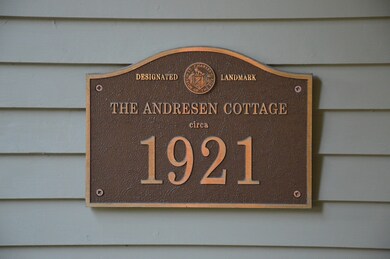 DESIGNATED LANDMARK
THE ANDRESEN COTTAGE
circa
1921